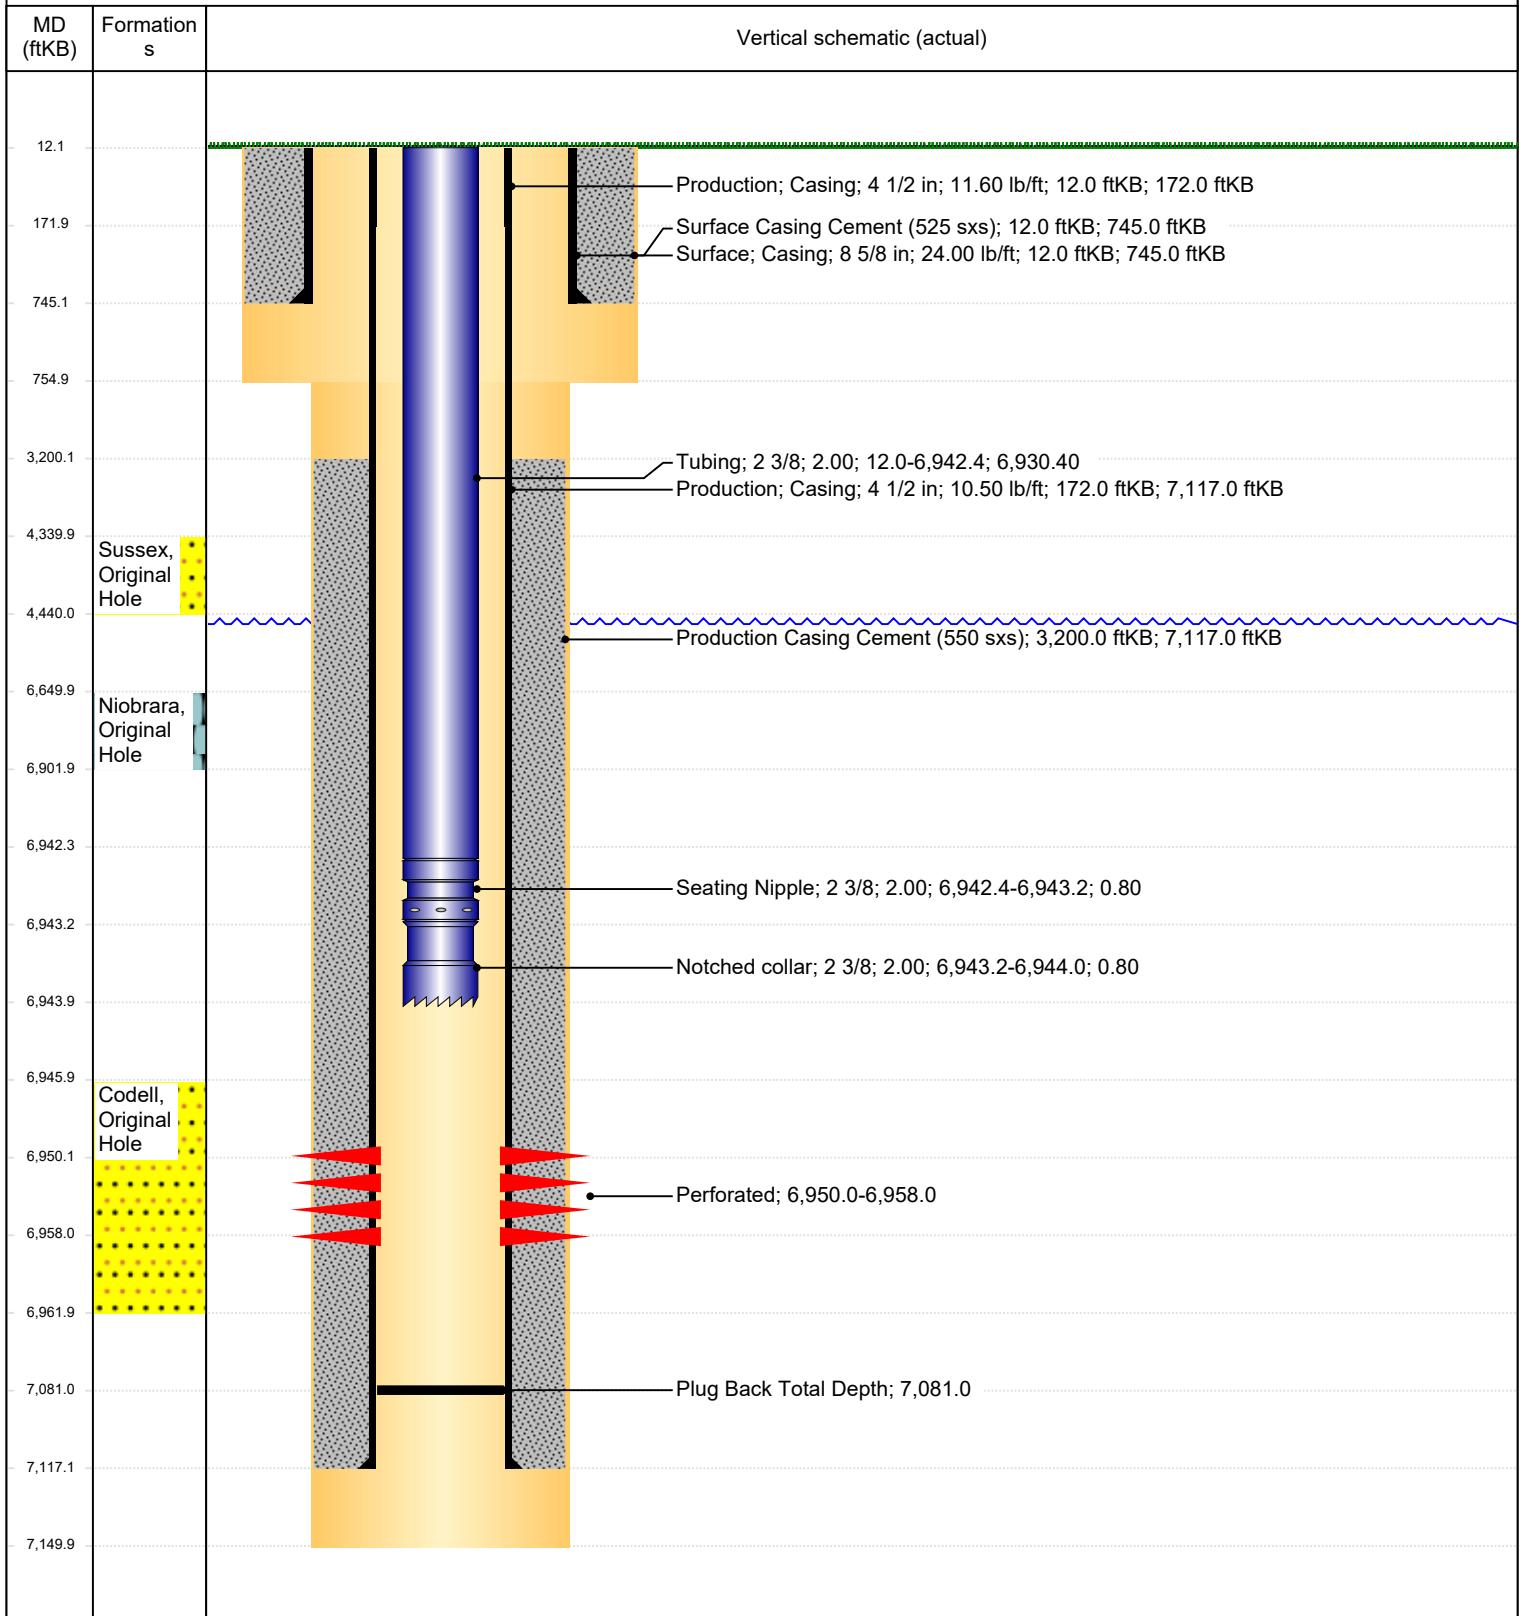 MD
(ftKB)
Formation
s
Vertical schematic (actual)
12.1
Production; Casing; 4 1/2 in; 11.60 lb/ft; 12.0 ftKB; 172.0 ftKB
171.9
Surface Casing Cement (525 sxs); 12.0 ftKB; 745.0 ftKB
Surface; Casing; 8 5/8 in; 24.00 lb/ft; 12.0 ftKB; 745.0 ftKB
745.1
754.9
3,200.1
Tubing; 2 3/8; 2.00; 12.0-6,942.4; 6,930.40
Production; Casing; 4 1/2 in; 10.50 lb/ft; 172.0 ftKB; 7,117.0 ftKB
4,339.9
Sussex,
Original
Hole
4,440.0
Production Casing Cement (550 sxs); 3,200.0 ftKB; 7,117.0 ftKB
6,649.9
Niobrara,
Original
Hole
6,901.9
6,942.3
Seating Nipple; 2 3/8; 2.00; 6,942.4-6,943.2; 0.80
6,943.2
Notched collar; 2 3/8; 2.00; 6,943.2-6,944.0; 0.80
6,943.9
6,945.9
Codell,
Original
Hole
6,950.1
Perforated; 6,950.0-6,958.0
6,958.0
6,961.9
7,081.0
Plug Back Total Depth; 7,081.0
7,117.1
7,149.9